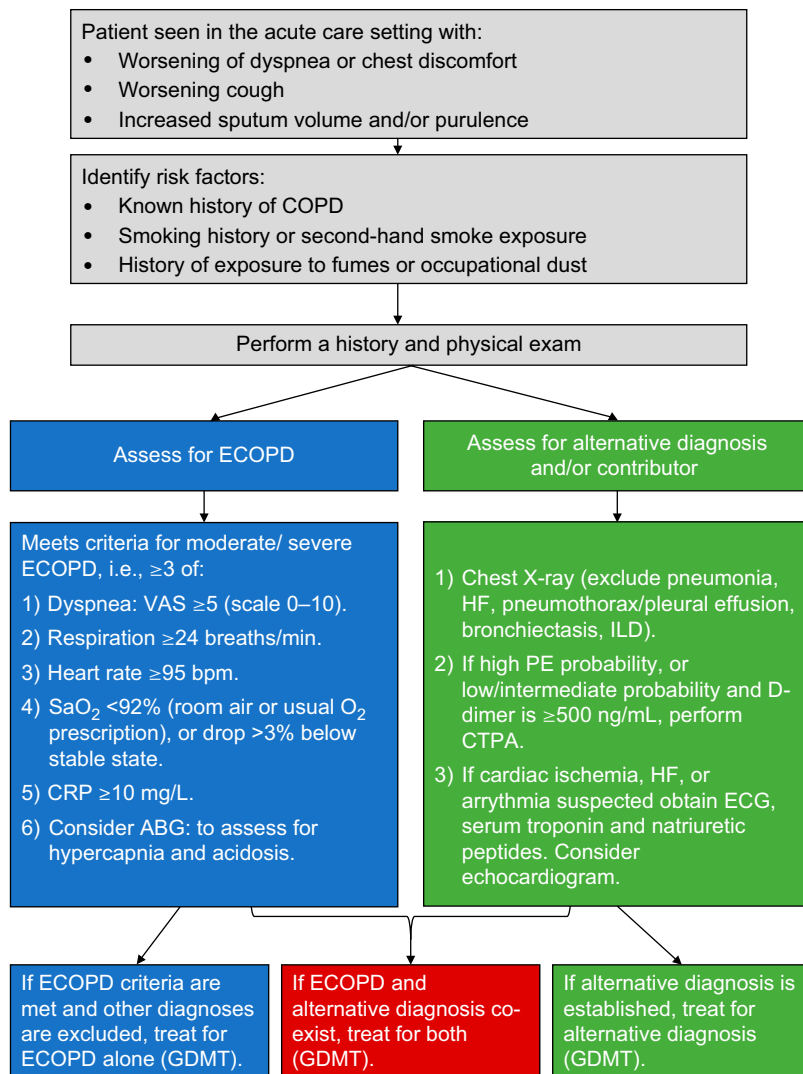 Patient seen in the acute care setting with:
• Worsening of dyspnea or chest discomfort
• Worsening cough
• Increased sputum volume and/or purulence
Identify risk factors:
• Known history of COPD
• Smoking history or second-hand smoke exposure
• History of exposure to fumes or occupational dust
Perform a history and physical exam
Assess for ECOPD
Assess for alternative diagnosis
and/or contributor
Meets criteria for moderate/ severe
ECOPD, i.e., ≥3 of:
1) Dyspnea: VAS ≥5 (scale 0–10).
2) Respiration ≥24 breaths/min.
3) Heart rate ≥95 bpm.
4) SaO₂ <92% (room air or usual O₂
prescription), or drop >3% below
stable state.
5) CRP ≥10 mg/L.
6) Consider ABG: to assess for
hypercapnia and acidosis.
1) Chest X-ray (exclude pneumonia,
HF, pneumothorax/pleural effusion,
bronchiectasis, ILD).
2) If high PE probability, or
low/intermediate probability and D-
dimer is ≥500 ng/mL, perform
CTPA.
3) If cardiac ischemia, HF, or
arrythmia suspected obtain ECG,
serum troponin and natriuretic
peptides. Consider
echocardiogram.
If ECOPD criteria are
met and other diagnoses
are excluded, treat for
ECOPD alone (GDMT).
If ECOPD and
alternative diagnosis co-
exist, treat for both
(GDMT).
If alternative diagnosis is
established, treat for
alternative diagnosis
(GDMT).